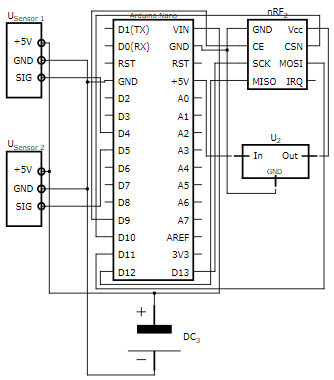 USensor 1
+5V
GND
SIG
USensor 2
+5V
GND
SIG
Arduino Nano
D1(TX) VIN
D0(RX) GND
RST RST
GND +5V
D2 A0
D3 A1
D4 A2
D5 A3
D6 A4
D7 A5
D8 A6
D9 A7
D10 AREF
D11 3V3
D12 D13
nRF2
GND Vcc
CE CSN
SCK MOSI
MISO IRQ
U2
In Out
GND
+
DC3
−